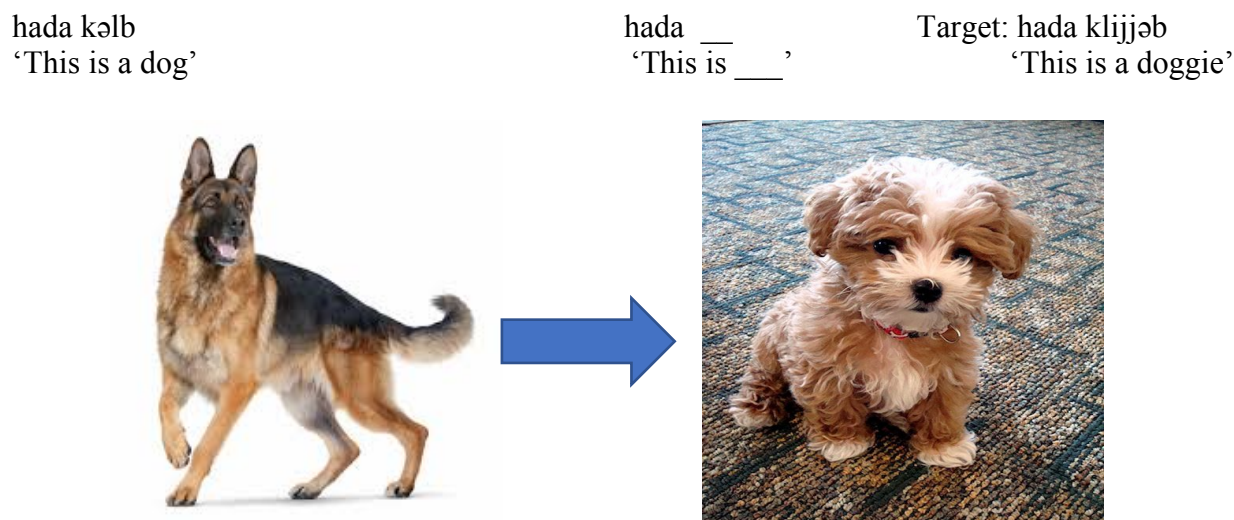 hada kəlb
‘This is a dog’
hada __
‘This is ___’
Target: hada klijjəb
‘This is a doggie’